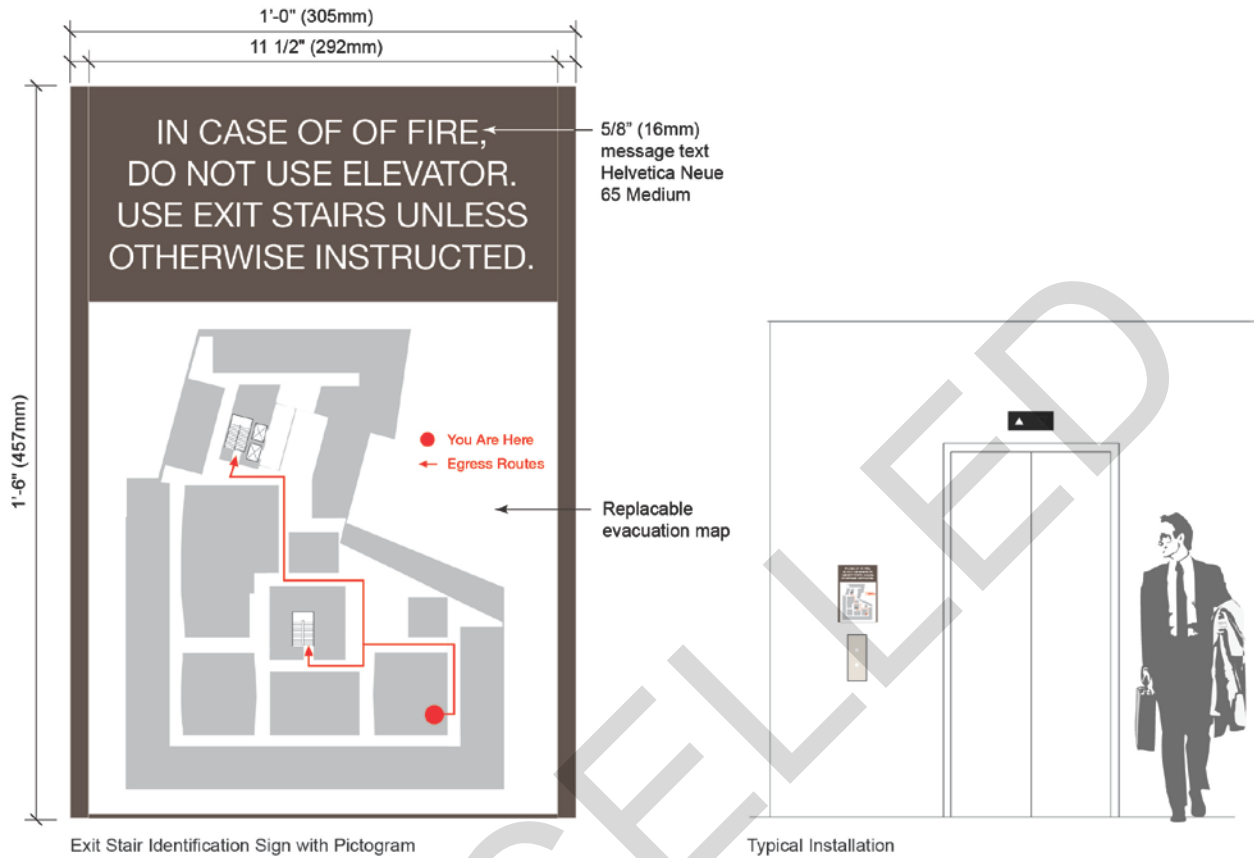 1'-0" (305mm)
11 1/2" (292mm)
1'-6" (457mm)
IN CASE OF OF FIRE,
DO NOT USE ELEVATOR.
USE EXIT STAIRS UNLESS
OTHERWISE INSTRUCTED.
5/8” (16mm)
message text
Helvetica Neue
65 Medium
You Are Here
Egress Routes
Replacable
evacuation map
Exit Stair Identification Sign with Pictogram
Typical Installation
CELLED